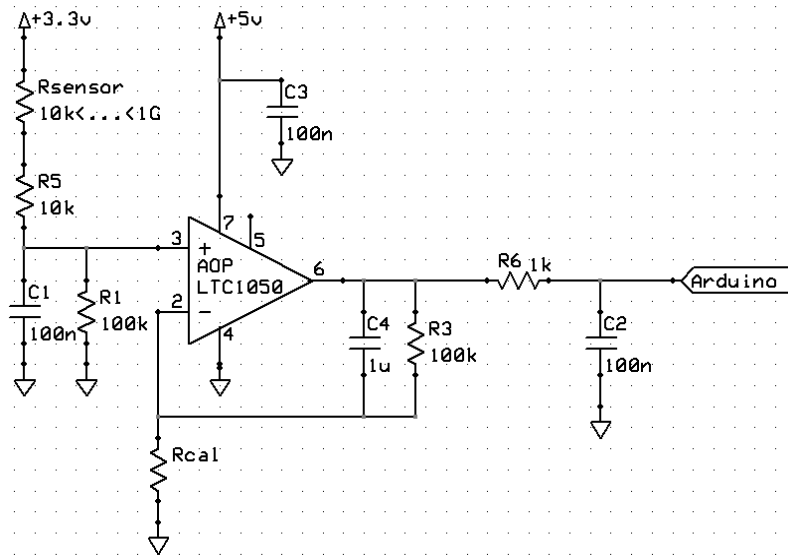 +3.3v
+5v
Rsensor
10k<...<1G
C3
100n
R5
10k
7
5
3
+
AOP
LTC1050
6
R6 1k
Arduino
C1
100n
R1
100k
2
-
4
C4
1u
R3
100k
C2
100n
Rcal